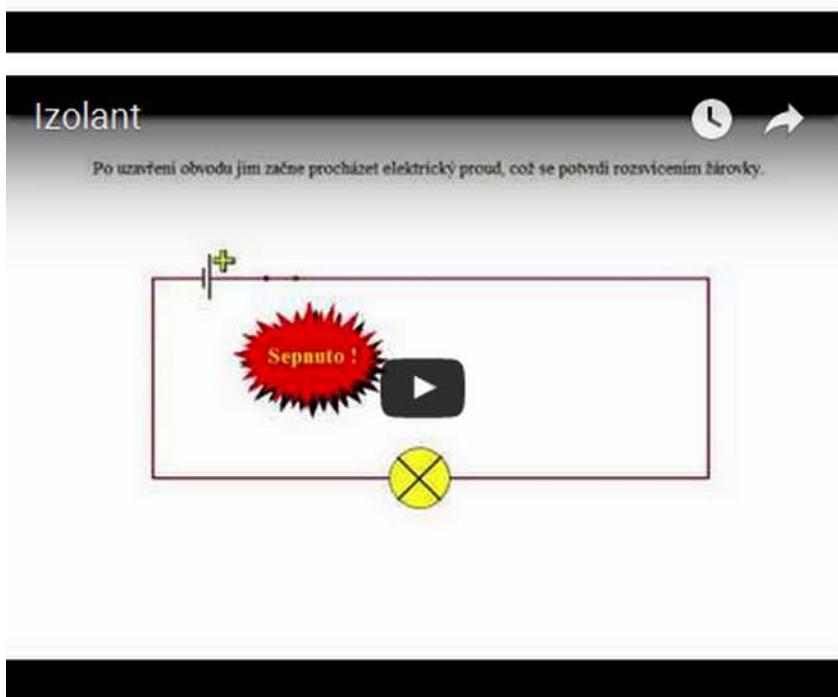 Izolant
Po uzavření obvodu jím začne procházet elektrický proud, což se potvrdí rozsvícením žárovky.
Sepnuto !